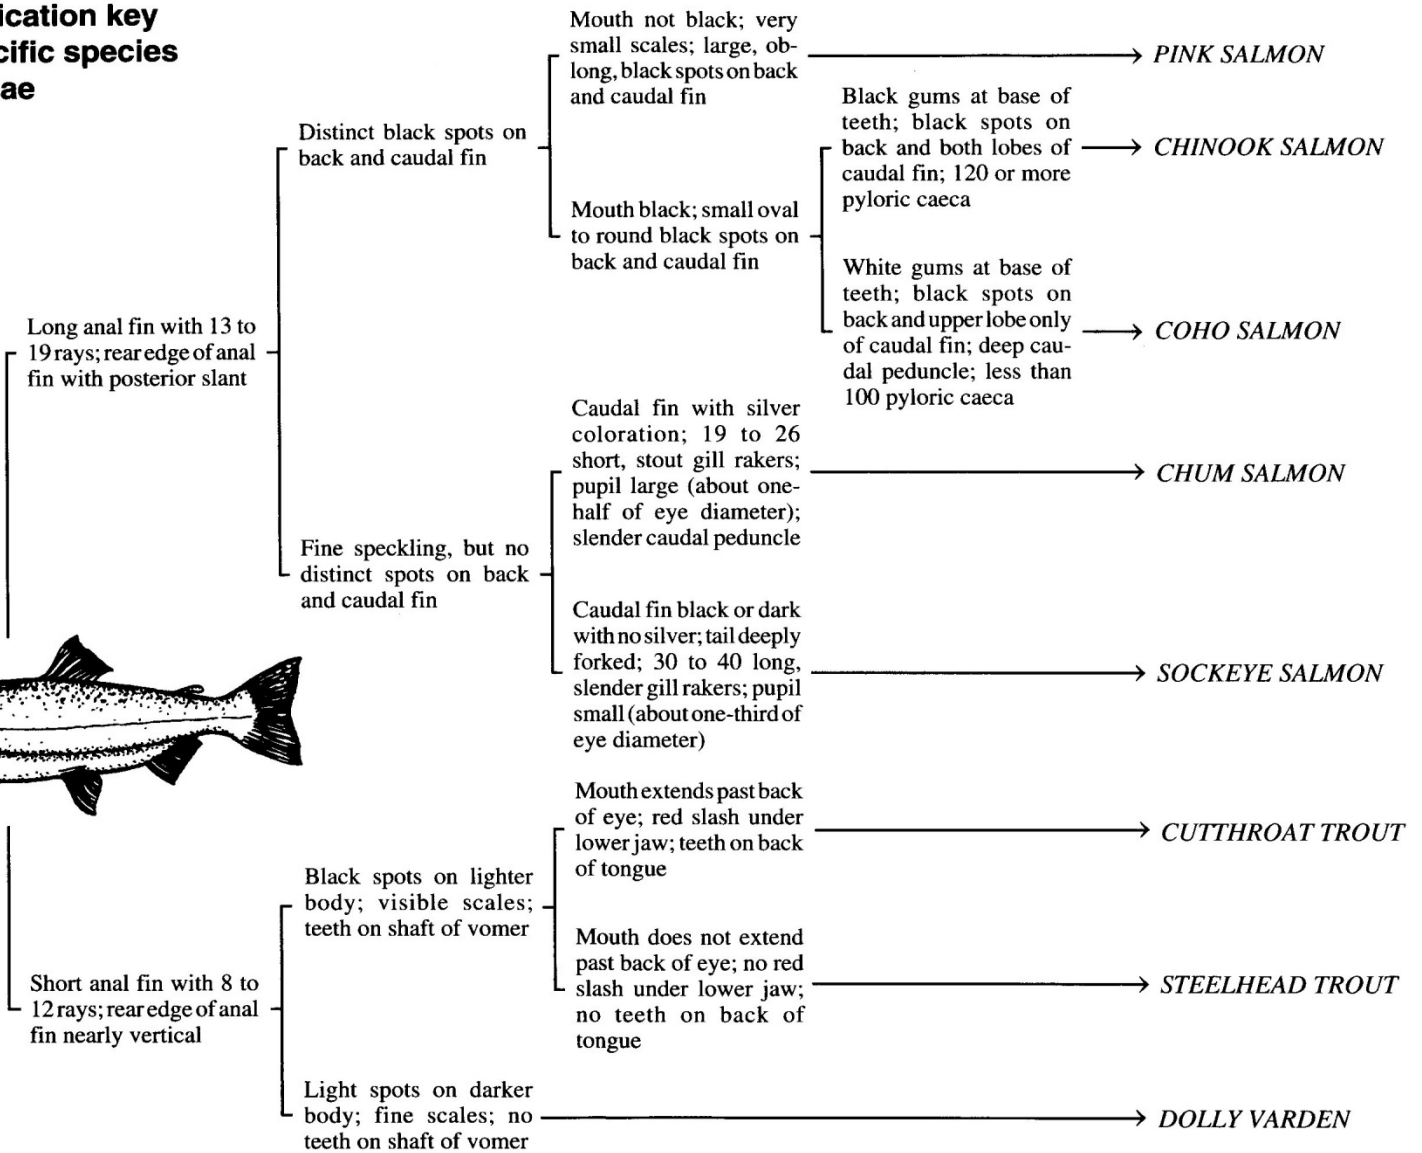 ication key
cific species
ae
Mouth not black; very
small scales; large, ob-
long, black spots on back
and caudal fin
PINK SALMON
Distinct black spots on
back and caudal fin
Black gums at base of
teeth; black spots on
back and both lobes of
caudal fin; 120 or more
pyloric caeca
CHINOOK SALMON
Mouth black; small oval
to round black spots on
back and caudal fin
White gums at base of
teeth; black spots on
back and upper lobe only
of caudal fin; deep cau-
dal peduncle; less than
100 pyloric caeca
COHO SALMON
Long anal fin with 13 to
19 rays; rear edge of anal
fin with posterior slant
Caudal fin with silver
coloration; 19 to 26
short, stout gill rakers;
pupil large (about one-
half of eye diameter);
slender caudal peduncle
CHUM SALMON
Fine speckling, but no
distinct spots on back
and caudal fin
Caudal fin black or dark
with no silver; tail deeply
forked; 30 to 40 long,
slender gill rakers; pupil
small (about one-third of
eye diameter)
SOCKEYE SALMON
Mouth extends past back
of eye; red slash under
lower jaw; teeth on back
of tongue
CUTTHROAT TROUT
Black spots on lighter
body; visible scales;
teeth on shaft of vomer
Mouth does not extend
past back of eye; no red
slash under lower jaw;
no teeth on back of
tongue
STEELHEAD TROUT
Short anal fin with 8 to
12 rays; rear edge of anal
fin nearly vertical
Light spots on darker
body; fine scales; no
teeth on shaft of vomer
DOLLY VARDEN